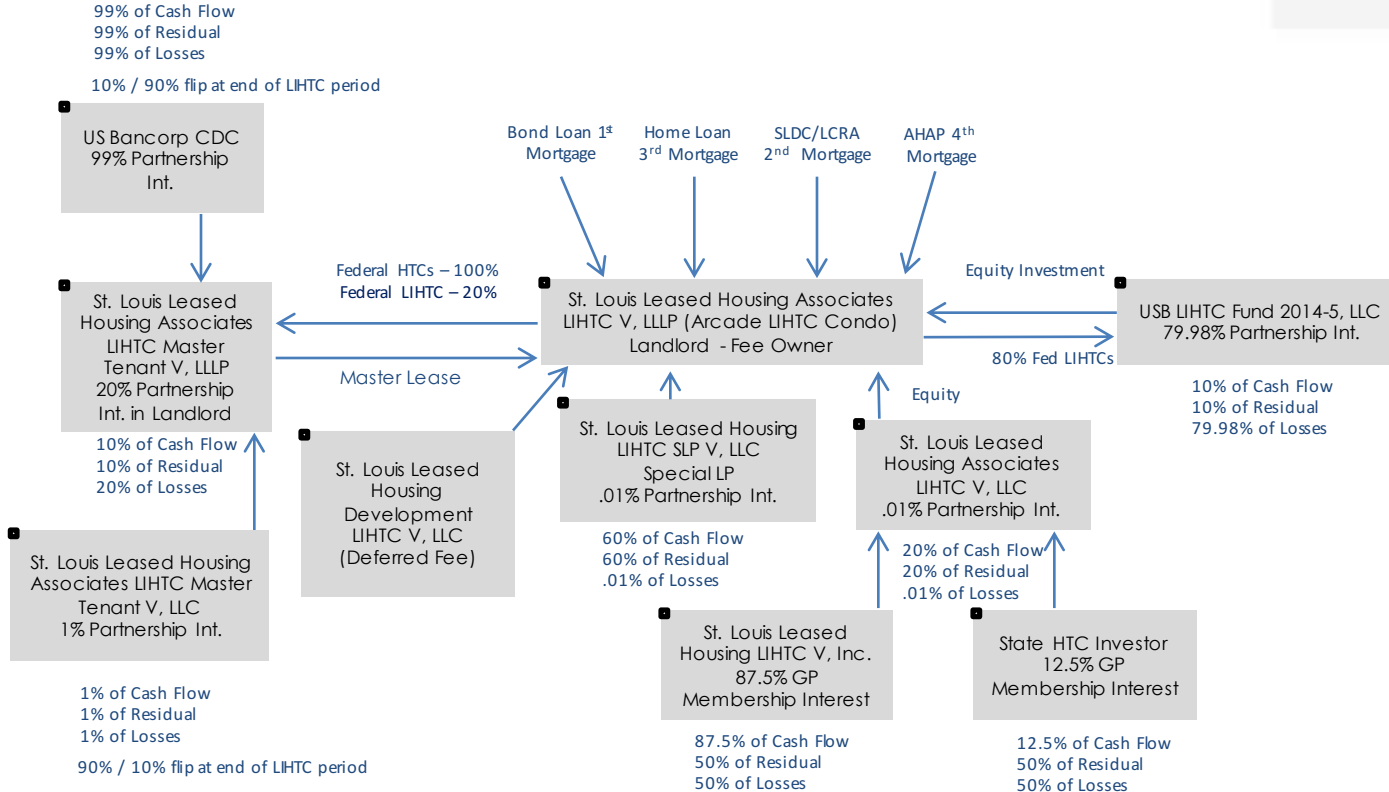 99% of Cash Flow
99% of Residual
99% of Losses
10% / 90% flip at end of LIHTC period
US Bancorp CDC
99% Partnership
Int.
Bond Loan 1st
Mortgage
Home Loan
3rd Mortgage
SLDC/LCRA
2nd Mortgage
AHAP 4th
Mortgage
Federal HTCs – 100%
Federal LIHTC – 20%
Master Lease
St. Louis Leased
Housing Associates
LIHTC Master
Tenant V, LLLP
20% Partnership
Int. in Landlord
10% of Cash Flow
10% of Residual
20% of Losses
St. Louis Leased Housing Associates
LIHTC V, LLLP (Arcade LIHTC Condo)
Landlord - Fee Owner
Equity Investment
80% Fed LIHTCs
USB LIHTC Fund 2014-5, LLC
79.98% Partnership Int.
10% of Cash Flow
10% of Residual
79.98% of Losses
Equity
St. Louis Leased
Housing
Development
LIHTC V, LLC
(Deferred Fee)
St. Louis Leased Housing
LIHTC SLP V, LLC
Special LP
.01% Partnership Int.
60% of Cash Flow
60% of Residual
.01% of Losses
St. Louis Leased
Housing Associates
LIHTC V, LLC
.01% Partnership Int.
20% of Cash Flow
20% of Residual
.01% of Losses
St. Louis Leased Housing
Associates LIHTC Master
Tenant V, LLC
1% Partnership Int.
1% of Cash Flow
1% of Residual
1% of Losses
90% / 10% flip at end of LIHTC period
St. Louis Leased
Housing LIHTC V, Inc.
87.5% GP
Membership Interest
87.5% of Cash Flow
50% of Residual
50% of Losses
State HTC Investor
12.5% GP
Membership Interest
12.5% of Cash Flow
50% of Residual
50% of Losses